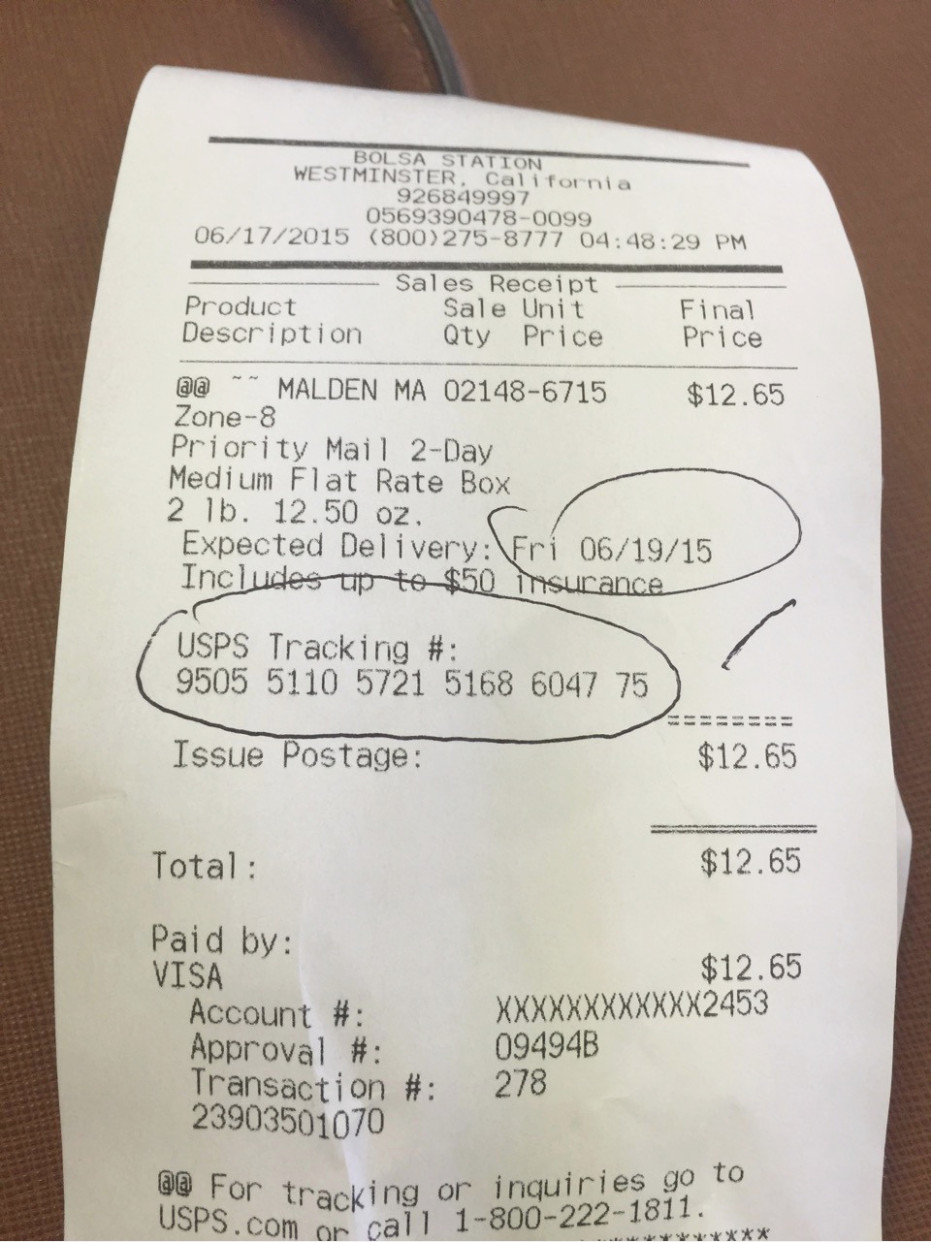 BOLSA STATION
WESTMINSTER, California
926849997
0569390478-0099
06/17/2015 (800)275-8777 04:48:29 PM
Sales Receipt
Product Sale Unit Final
Description Qty Price Price
@@ ~~ MALDEN MA 02148-6715 $12.65
Zone-8
Priority Mail 2-Day
Medium Flat Rate Box
2 lb. 12.50 oz.
Expected Delivery: Fri 06/19/15
Includes up to $50 insurance
USPS Tracking #:
9505 5110 5721 5168 6047 75
========
Issue Postage: $12.65
Total: $12.65
Paid by:
VISA $12.65
Account #: XXXXXXXXXXXX2453
Approval #: 09494B
Transaction #: 278
23903501070
@@ For tracking or inquiries go to
USPS.com or call 1-800-222-1811.